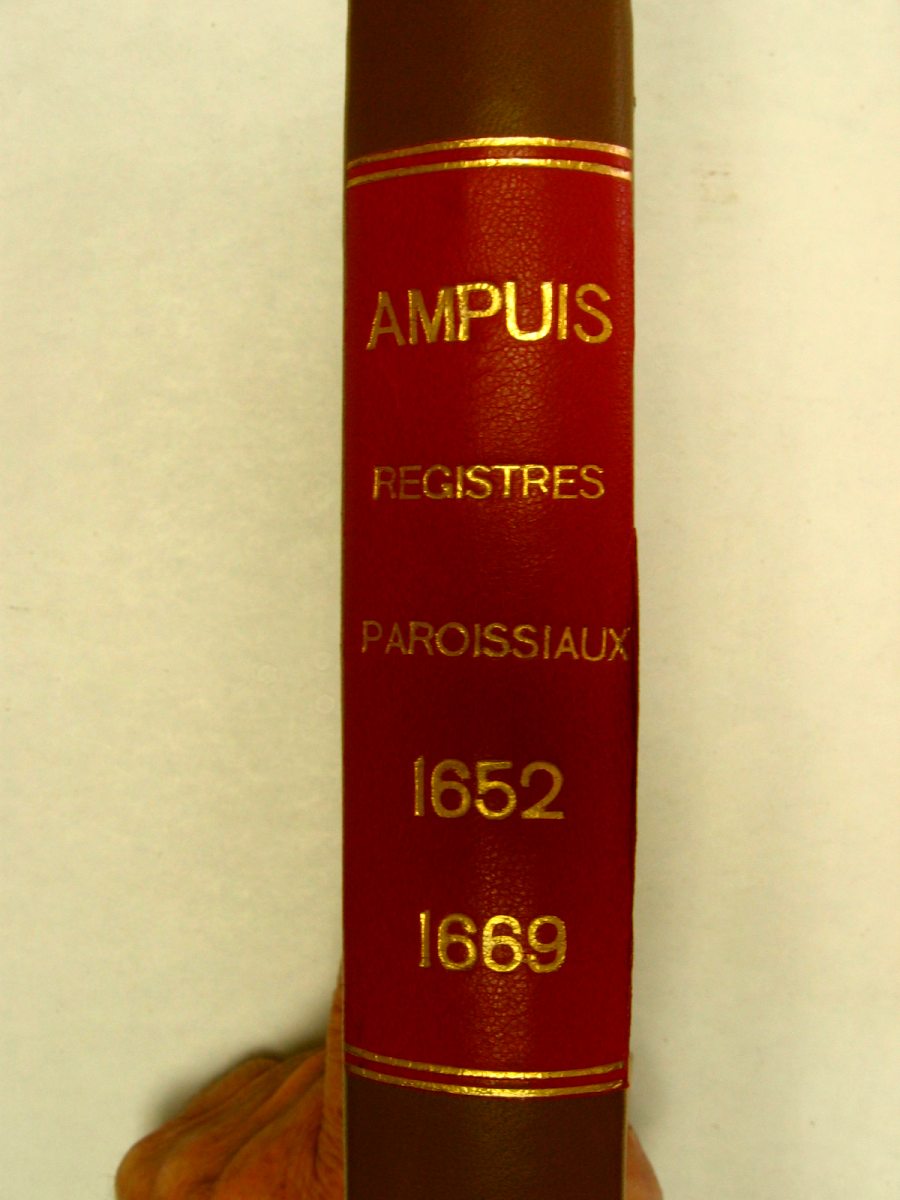 AMPUIS
REGISTRES
PAROISSIAUX
1652
1669